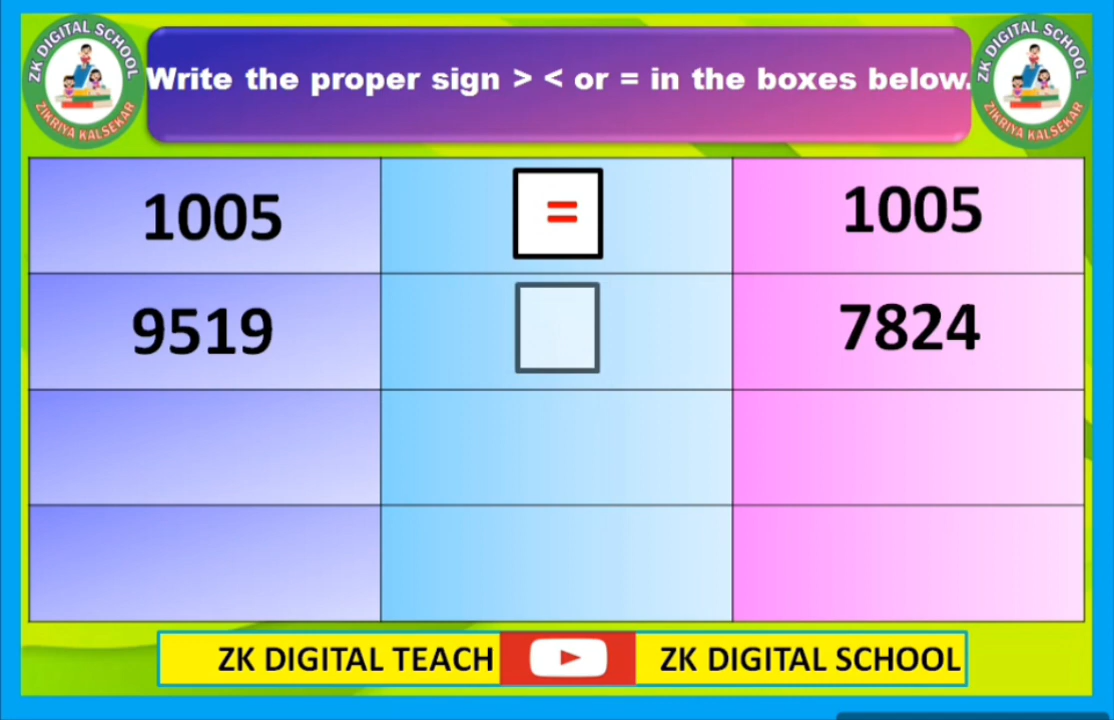 ZK DIGITAL SCHOOL
ZIKRIYA KALSEKAR
Write the proper sign > < or = in the boxes below.
ZK DIGITAL SCHOOL
ZIKRIYA KALSEKAR
1005 = 1005
9519 7824
ZK DIGITAL TEACH ZK DIGITAL SCHOOL